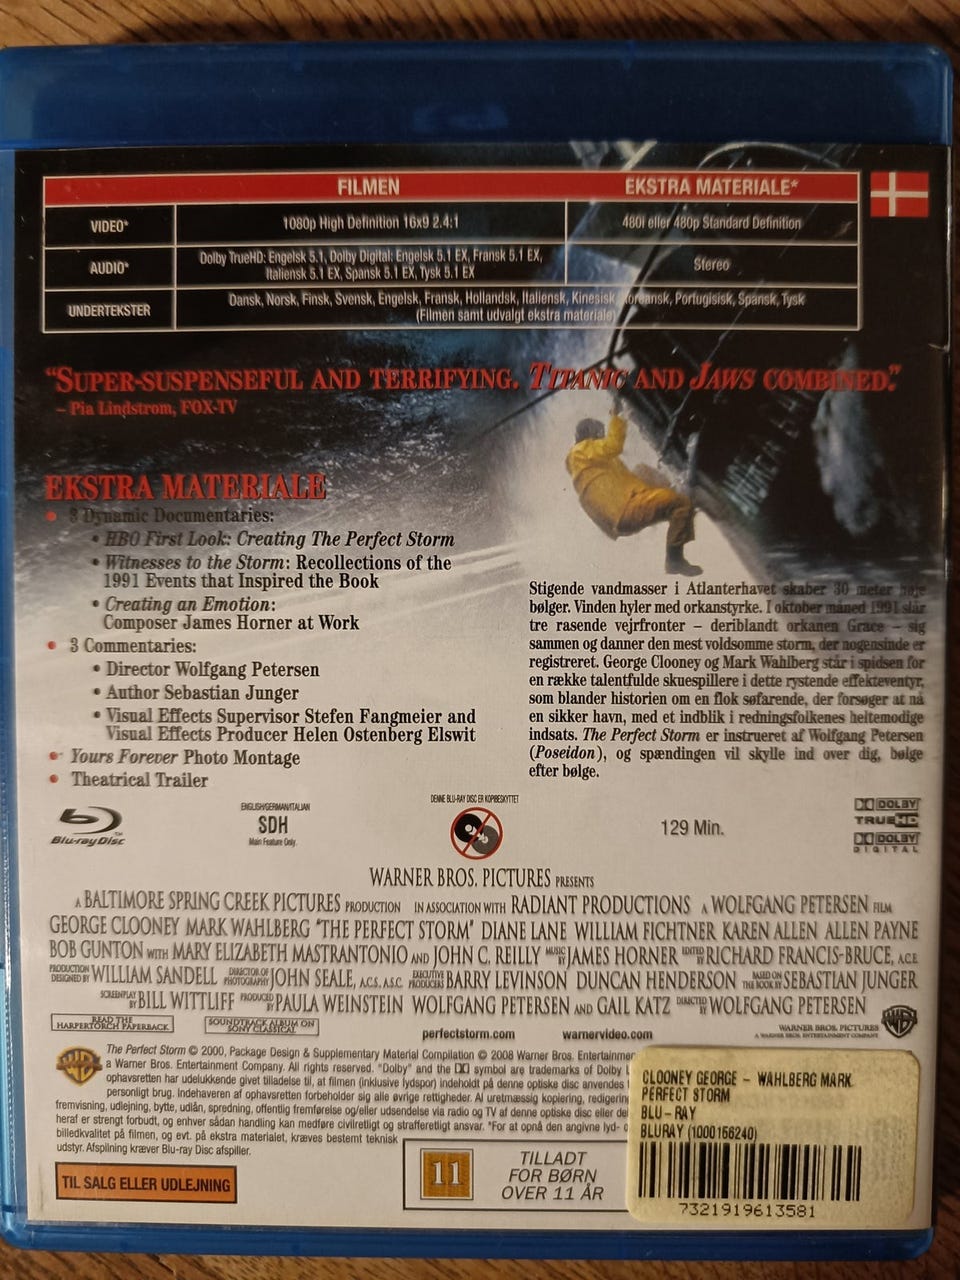 FILMEN EKSTRA MATERIALE*
VIDEO* 1080p High Definition 16x9 2.4:1 480i eller 480p Standard Definition
AUDIO* Dolby TrueHD: Engelsk 5.1, Dolby Digital: Engelsk 5.1 EX, Fransk 5.1 EX,
Italiensk 5.1 EX, Spansk 5.1 EX, Tysk 5.1 EX
Stereo
UNDERTEKSTER Dansk, Norsk, Finsk, Svensk, Engelsk, Fransk, Hollandsk, Italiensk, Kinesisk, Koreansk, Portugisisk, Spansk, Tysk
(Filmen samt udvalgt ekstra materiale)
"SUPER-SUSPENSEFUL AND TERRIFYING. TITANIC AND JAWS COMBINED."
– Pia Lindstrom, FOX-TV
ANDREA GAIL
EKSTRA MATERIALE
• 3 Dynamic Documentaries:
• HBO First Look: Creating The Perfect Storm
• Witnesses to the Storm: Recollections of the
1991 Events that Inspired the Book
• Creating an Emotion:
Composer James Horner at Work
• 3 Commentaries:
• Director Wolfgang Petersen
• Author Sebastian Junger
• Visual Effects Supervisor Stefen Fangmeier and
Visual Effects Producer Helen Ostenberg Elswit
• Yours Forever Photo Montage
• Theatrical Trailer
Stigende vandmasser i Atlanterhavet skaber 30 meter høje
bølger. Vinden hyler med orkanstyrke. I oktober måned 1991 slår
tre rasende vejrfronter – deriblandt orkanen Grace – sig
sammen og danner den mest voldsomme storm, der nogensinde er
registreret. George Clooney og Mark Wahlberg står i spidsen for
en række talentfulde skuespillere i dette rystende effekteventyr,
som blander historien om en flok søfarende, der forsøger at nå
en sikker havn, med et indblik i redningsfolkenes heltemodige
indsats. The Perfect Storm er instrueret af Wolfgang Petersen
(Poseidon), og spændingen vil skylle ind over dig, bølge
efter bølge.
Blu-ray Disc™
ENGLISH/GERMAN/ITALIAN
SDH
Main Feature Only.
DENNE BLU-RAY DISC ER KOPIBESKYTTET
129 Min.
DOLBY
TRUEHD
DOLBY
DIGITAL
WARNER BROS. PICTURES PRESENTS
A BALTIMORE SPRING CREEK PICTURES PRODUCTION IN ASSOCIATION WITH RADIANT PRODUCTIONS A WOLFGANG PETERSEN FILM
GEORGE CLOONEY MARK WAHLBERG "THE PERFECT STORM" DIANE LANE WILLIAM FICHTNER KAREN ALLEN ALLEN PAYNE
BOB GUNTON WITH MARY ELIZABETH MASTRANTONIO AND JOHN C. REILLY MUSIC BY JAMES HORNER EDITED BY RICHARD FRANCIS-BRUCE, A.C.E.
PRODUCTION DESIGNED BY WILLIAM SANDELL DIRECTOR OF PHOTOGRAPHY JOHN SEALE, A.C.S. A.S.C. EXECUTIVE PRODUCERS BARRY LEVINSON DUNCAN HENDERSON BASED ON THE BOOK BY SEBASTIAN JUNGER
SCREENPLAY BY BILL WITTLIFF PRODUCED BY PAULA WEINSTEIN WOLFGANG PETERSEN AND GAIL KATZ DIRECTED BY WOLFGANG PETERSEN
READ THE
HARPERTORCH PAPERBACK
SOUNDTRACK ALBUM ON
SONY CLASSICAL
perfectstorm.com warnervideo.com
WARNER BROS. PICTURES
A WARNER BROS. ENTERTAINMENT COMPANY
WB
WB
The Perfect Storm © 2000, Package Design & Supplementary Material Compilation © 2008 Warner Bros. Entertainme
a Warner Bros. Entertainment Company. All rights reserved. "Dolby" and the DD symbol are trademarks of Dolby L
ophavsretten har udelukkende givet tilladelse til, at filmen (inklusive lydspor) indeholdt på denne optiske disc anvendes t
personligt brug. Indehaveren af ophavsretten forbeholder sig alle øvrige rettigheder. Al uretmæssig kopiering, redigering
fremvisning, udlejning, bytte, udlån, spredning, offentlig fremførelse og/eller udsendelse via radio og TV af denne optiske disc eller del
heraf er strengt forbudt, og enhver sådan handling kan medføre civilretligt og strafferetligt ansvar. *For at opnå den angivne lyd- o
billedkvalitet på filmen, og evt. på ekstra materialet, kræves bestemt teknisk
udstyr. Afspilning kræver Blu-ray Disc afspiller.
TIL SALG ELLER UDLEJNING
11
TILLADT
FOR BØRN
OVER 11 ÅR
CLOONEY GEORGE - WAHLBERG MARK
PERFECT STORM
BLU-RAY
BLURAY (1000156240)
7321919613581